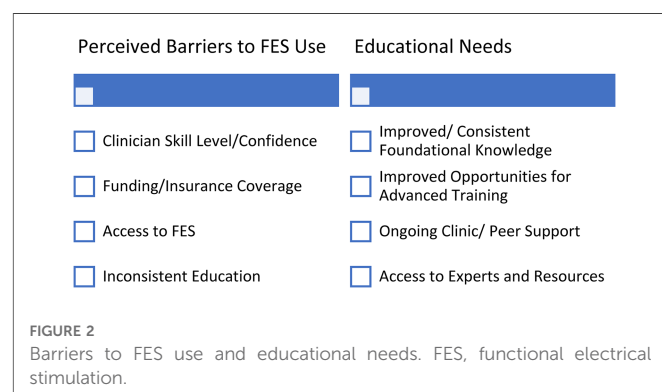 Perceived Barriers to FES Use
Clinician Skill Level/Confidence
Funding/Insurance Coverage
Access to FES
Inconsistent Education
Educational Needs
Improved/ Consistent
Foundational Knowledge
Improved Opportunities for
Advanced Training
Ongoing Clinic/ Peer Support
Access to Experts and Resources
FIGURE 2
Barriers to FES use and educational needs. FES, functional electrical
stimulation.